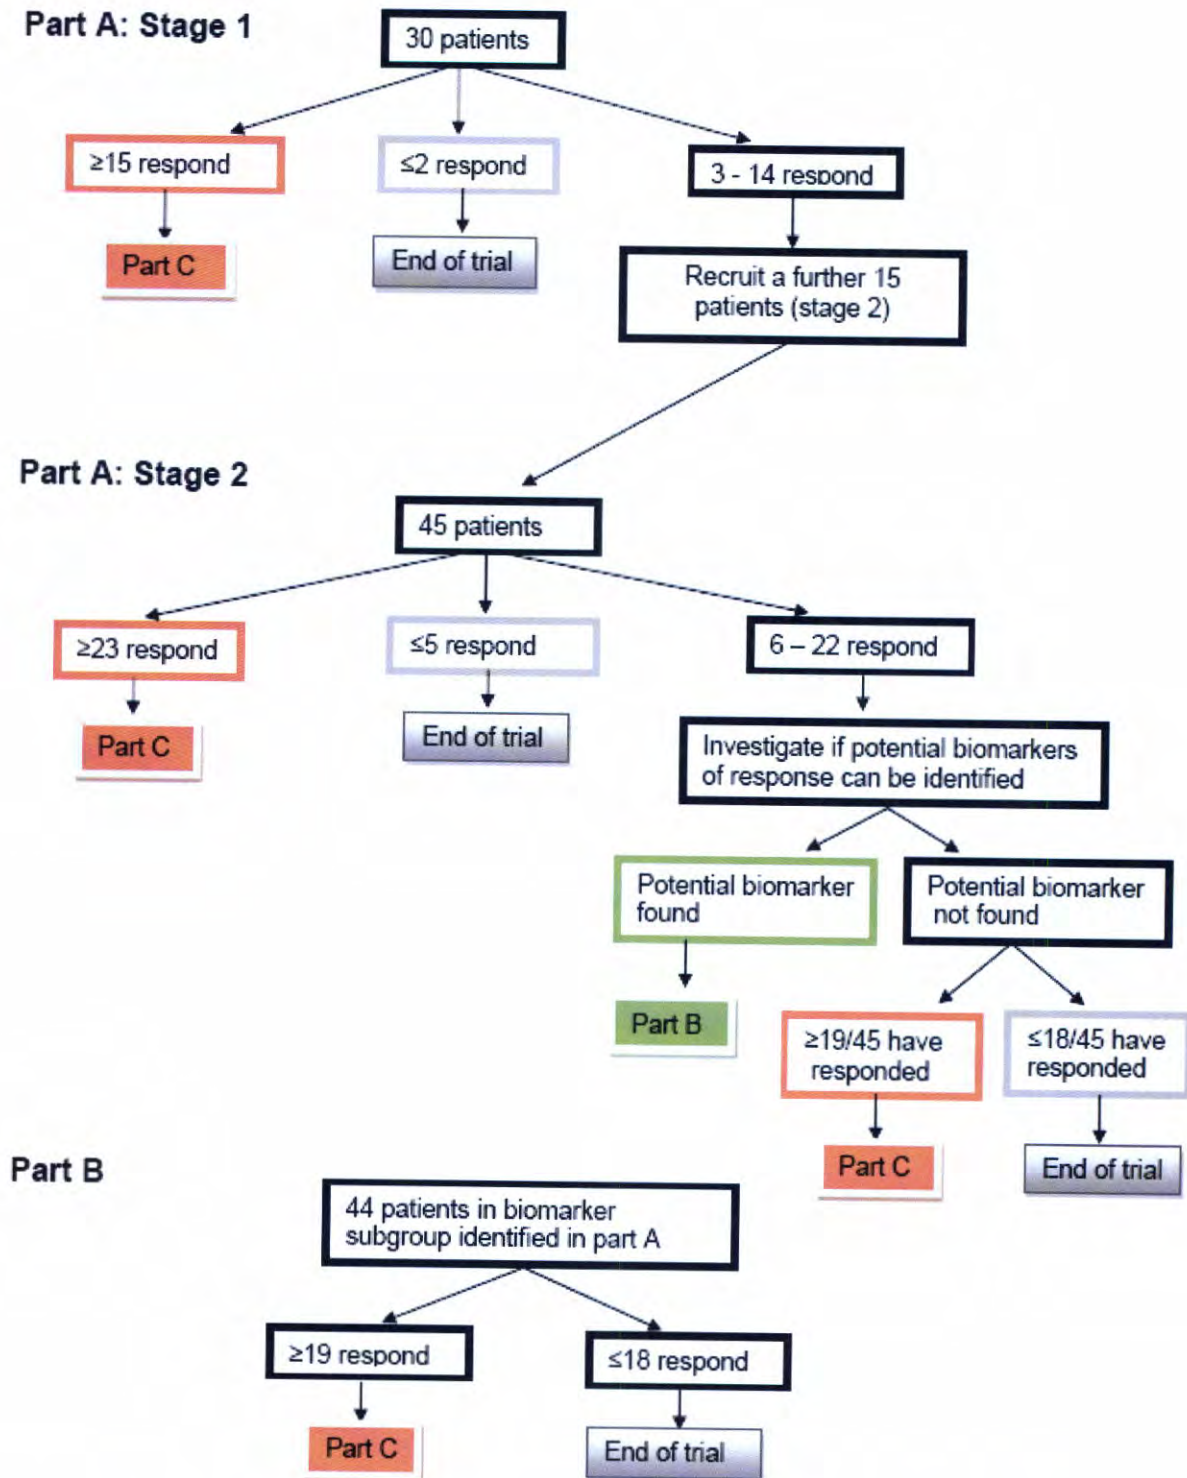 Part A: Stage 1
30 patients
≥15 respond
≤2 respond
3 - 14 respond
Part C
End of trial
Recruit a further 15
patients (stage 2)
Part A: Stage 2
45 patients
≥23 respond
≤5 respond
6 – 22 respond
Part C
End of trial
Investigate if potential biomarkers
of response can be identified
Potential biomarker
found
Potential biomarker
not found
Part B
≥19/45 have
responded
≤18/45 have
responded
Part C
End of trial
Part B
44 patients in biomarker
subgroup identified in part A
≥19 respond
≤18 respond
Part C
End of trial